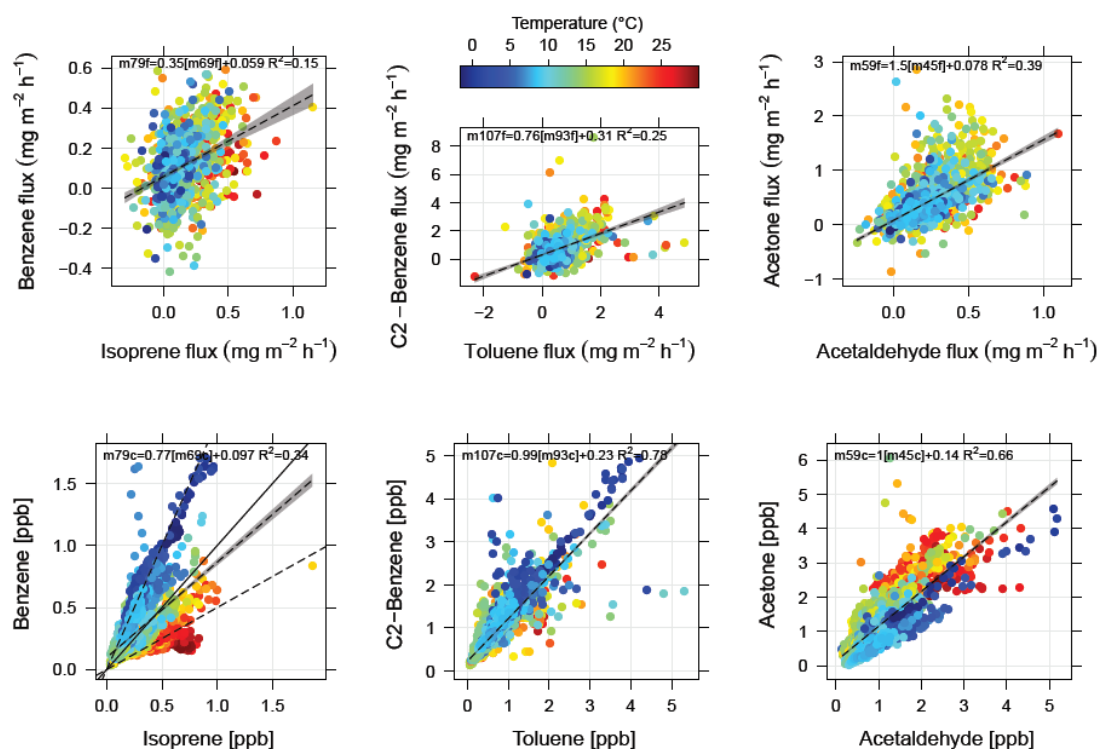 Temperature (°C)
0 5 10 15 20 25
m79f=0.35[m69f]+0.059 R²=0.15
Benzene flux (mg m⁻² h⁻¹)
0.6
0.4
0.2
0.0
−0.2
−0.4
0.0 0.5 1.0
Isoprene flux (mg m⁻² h⁻¹)
m107f=0.76[m93f]+0.31 R²=0.25
C2−Benzene flux (mg m⁻² h⁻¹)
8
6
4
2
0
−2 0 2 4
Toluene flux (mg m⁻² h⁻¹)
m59f=1.5[m45f]+0.078 R²=0.39
Acetone flux (mg m⁻² h⁻¹)
3
2
1
0
−1
0.0 0.5 1.0
Acetaldehyde flux (mg m⁻² h⁻¹)
m79c=0.77[m69c]+0.097 R²=0.34
Benzene [ppb]
1.5
1.0
0.5
0.0
0.0 0.5 1.0 1.5
Isoprene [ppb]
m107c=0.99[m93c]+0.23 R²=0.78
C2−Benzene [ppb]
5
4
3
2
1
0
0 1 2 3 4 5
Toluene [ppb]
m59c=1[m45c]+0.14 R²=0.66
Acetone [ppb]
6
5
4
3
2
1
0
0 1 2 3 4 5
Acetaldehyde [ppb]